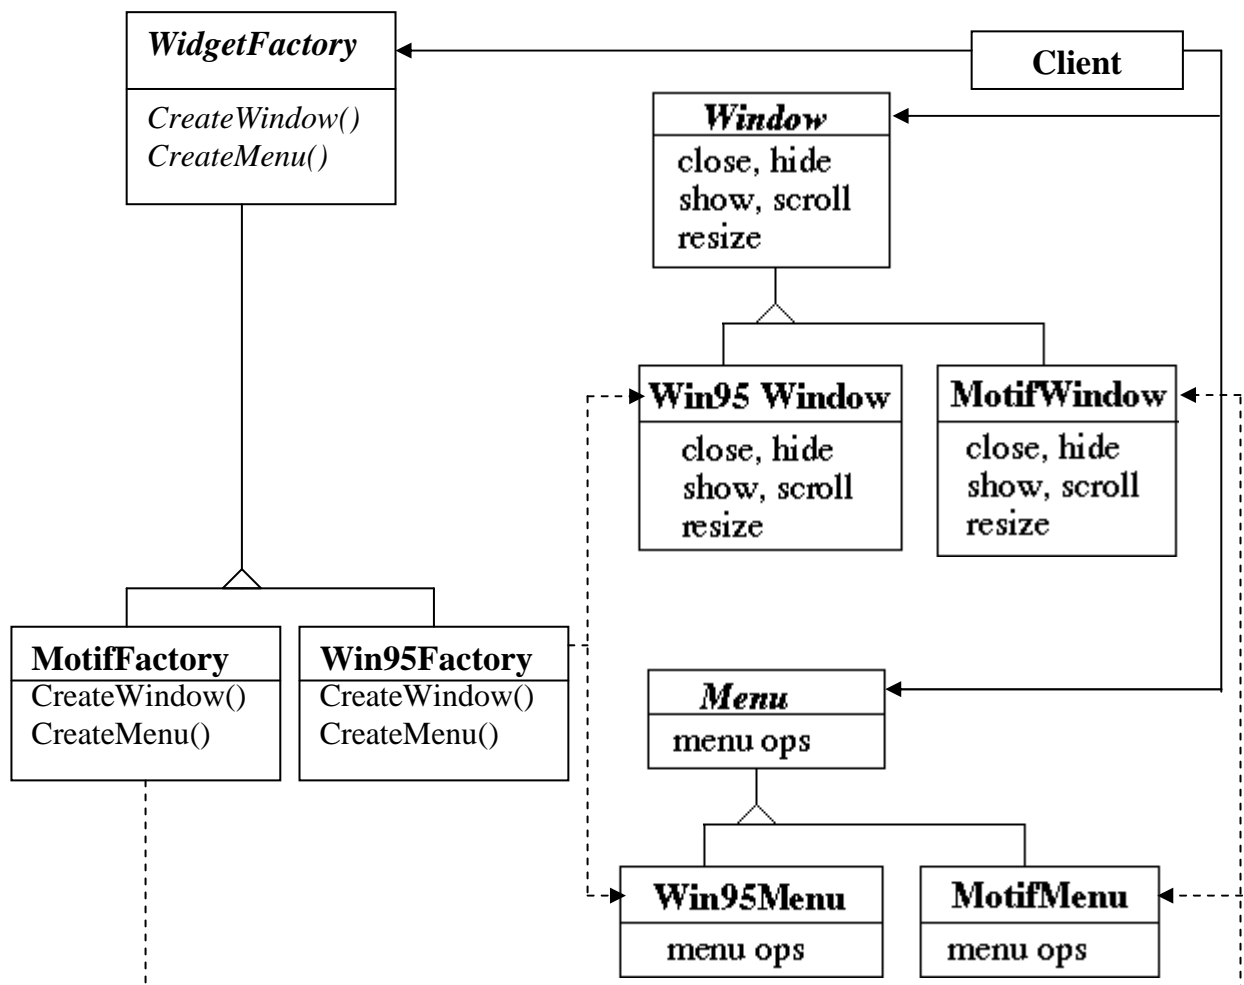 WidgetFactory
CreateWindow()
CreateMenu()
Client
Window
close, hide
show, scroll
resize
Win95 Window
close, hide
show, scroll
resize
MotifWindow
close, hide
show, scroll
resize
MotifFactory
CreateWindow()
CreateMenu()
Win95Factory
CreateWindow()
CreateMenu()
Menu
menu ops
Win95Menu
menu ops
MotifMenu
menu ops